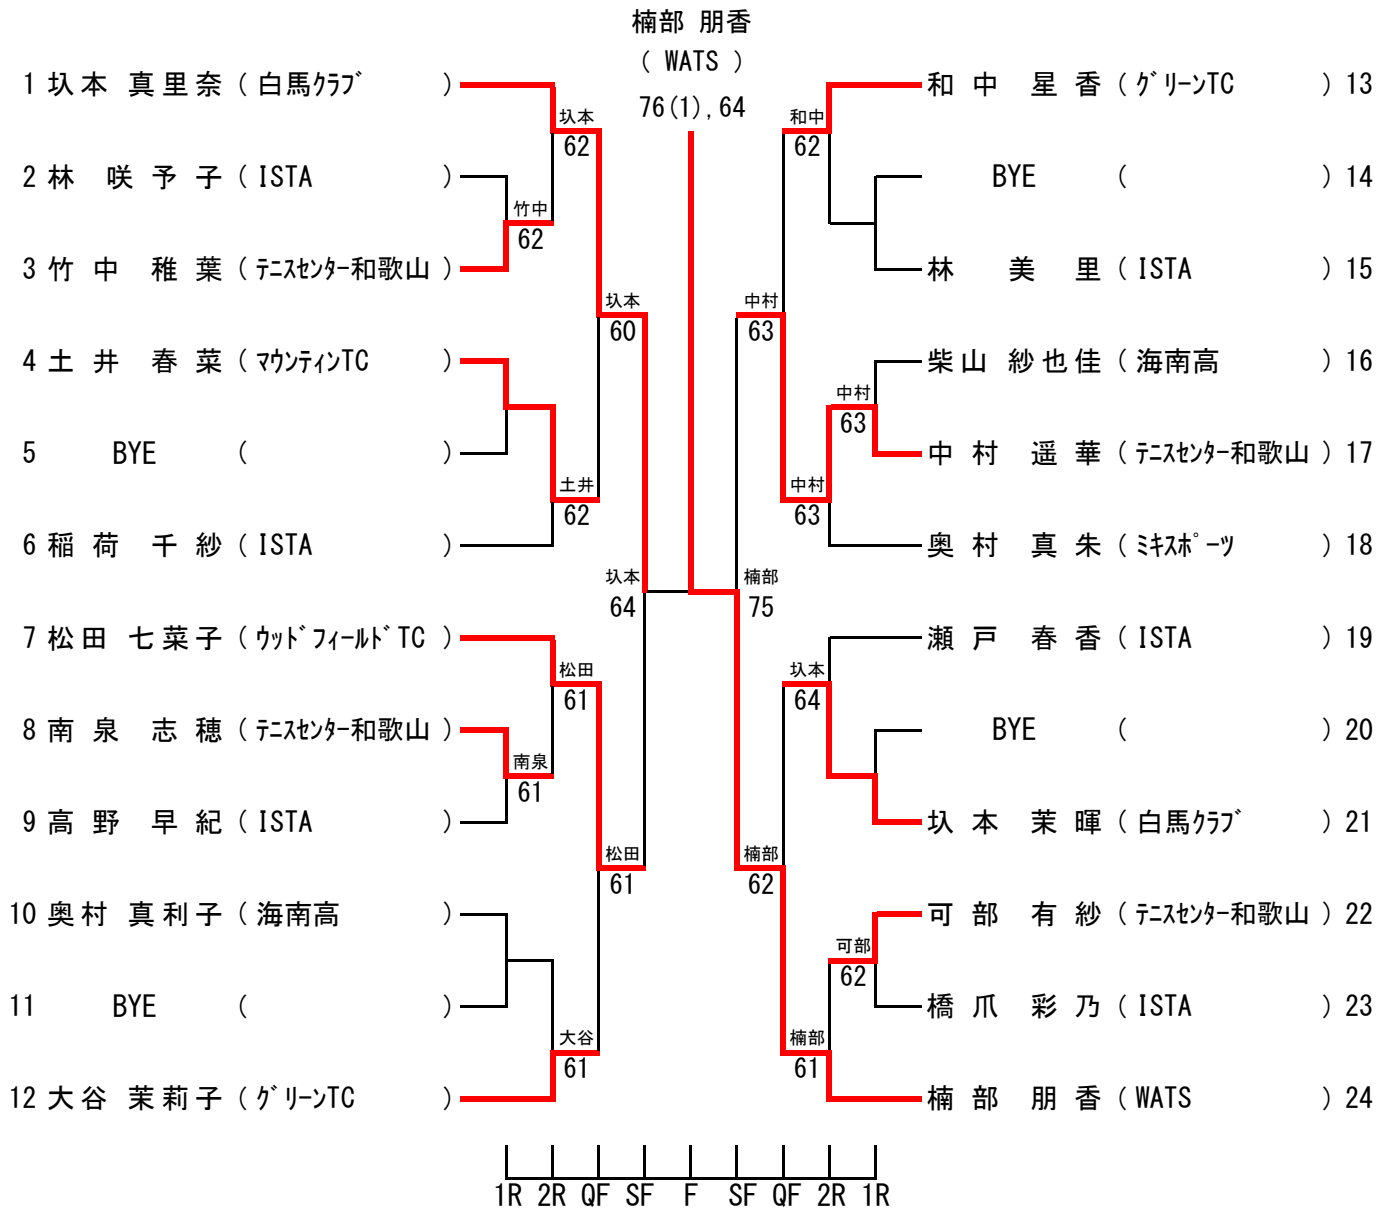 楠部 朋香
( WATS )
76(1),64
1 圦本 真里奈 ( 白馬ｸﾗﾌﾞ )
2 林 咲予子 ( ISTA )
3 竹中 稚葉 ( ﾃﾆｽｾﾝﾀｰ和歌山 )
4 土井 春菜 ( ﾏｳﾝﾃｨﾝTC )
5 BYE ( )
6 稲荷 千紗 ( ISTA )
7 松田 七菜子 ( ｳｯﾄﾞﾌｨｰﾙﾄﾞTC )
8 南泉 志穂 ( ﾃﾆｽｾﾝﾀｰ和歌山 )
9 高野 早紀 ( ISTA )
10 奥村 真利子 ( 海南高 )
11 BYE ( )
12 大谷 茉莉子 ( ｸﾞﾘｰﾝTC )
竹中
62
南泉
61
圦本
62
土井
62
松田
61
大谷
61
圦本
60
松田
61
圦本
64
楠部
75
中村
63
楠部
62
和中
62
中村
63
圦本
64
楠部
61
中村
63
可部
62
和中 星香 ( ｸﾞﾘｰﾝTC ) 13
BYE ( ) 14
林 美里 ( ISTA ) 15
柴山 紗也佳 ( 海南高 ) 16
中村 遥華 ( ﾃﾆｽｾﾝﾀｰ和歌山 ) 17
奥村 真朱 ( ﾐｷｽﾎﾟｰﾂ ) 18
瀬戸 春香 ( ISTA ) 19
BYE ( ) 20
圦本 茉暉 ( 白馬ｸﾗﾌﾞ ) 21
可部 有紗 ( ﾃﾆｽｾﾝﾀｰ和歌山 ) 22
橋爪 彩乃 ( ISTA ) 23
楠部 朋香 ( WATS ) 24
1R 2R QF SF F SF QF 2R 1R